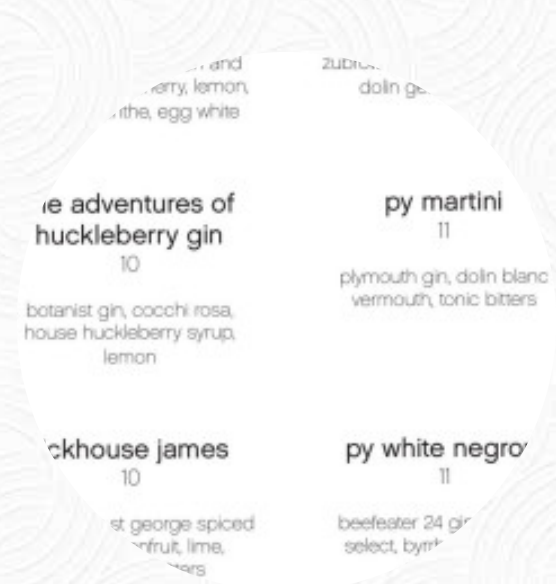 and
lemon,
egg white
adventures of
huckleberry gin
10
botanist gin, cocchi rosa,
house huckleberry syrup,
lemon
james
10
st george spiced
lime,
dolin
py martini
11
plymouth gin, dolin blanc
vermouth, tonic bitters
py white
11
beefeater 24
select,